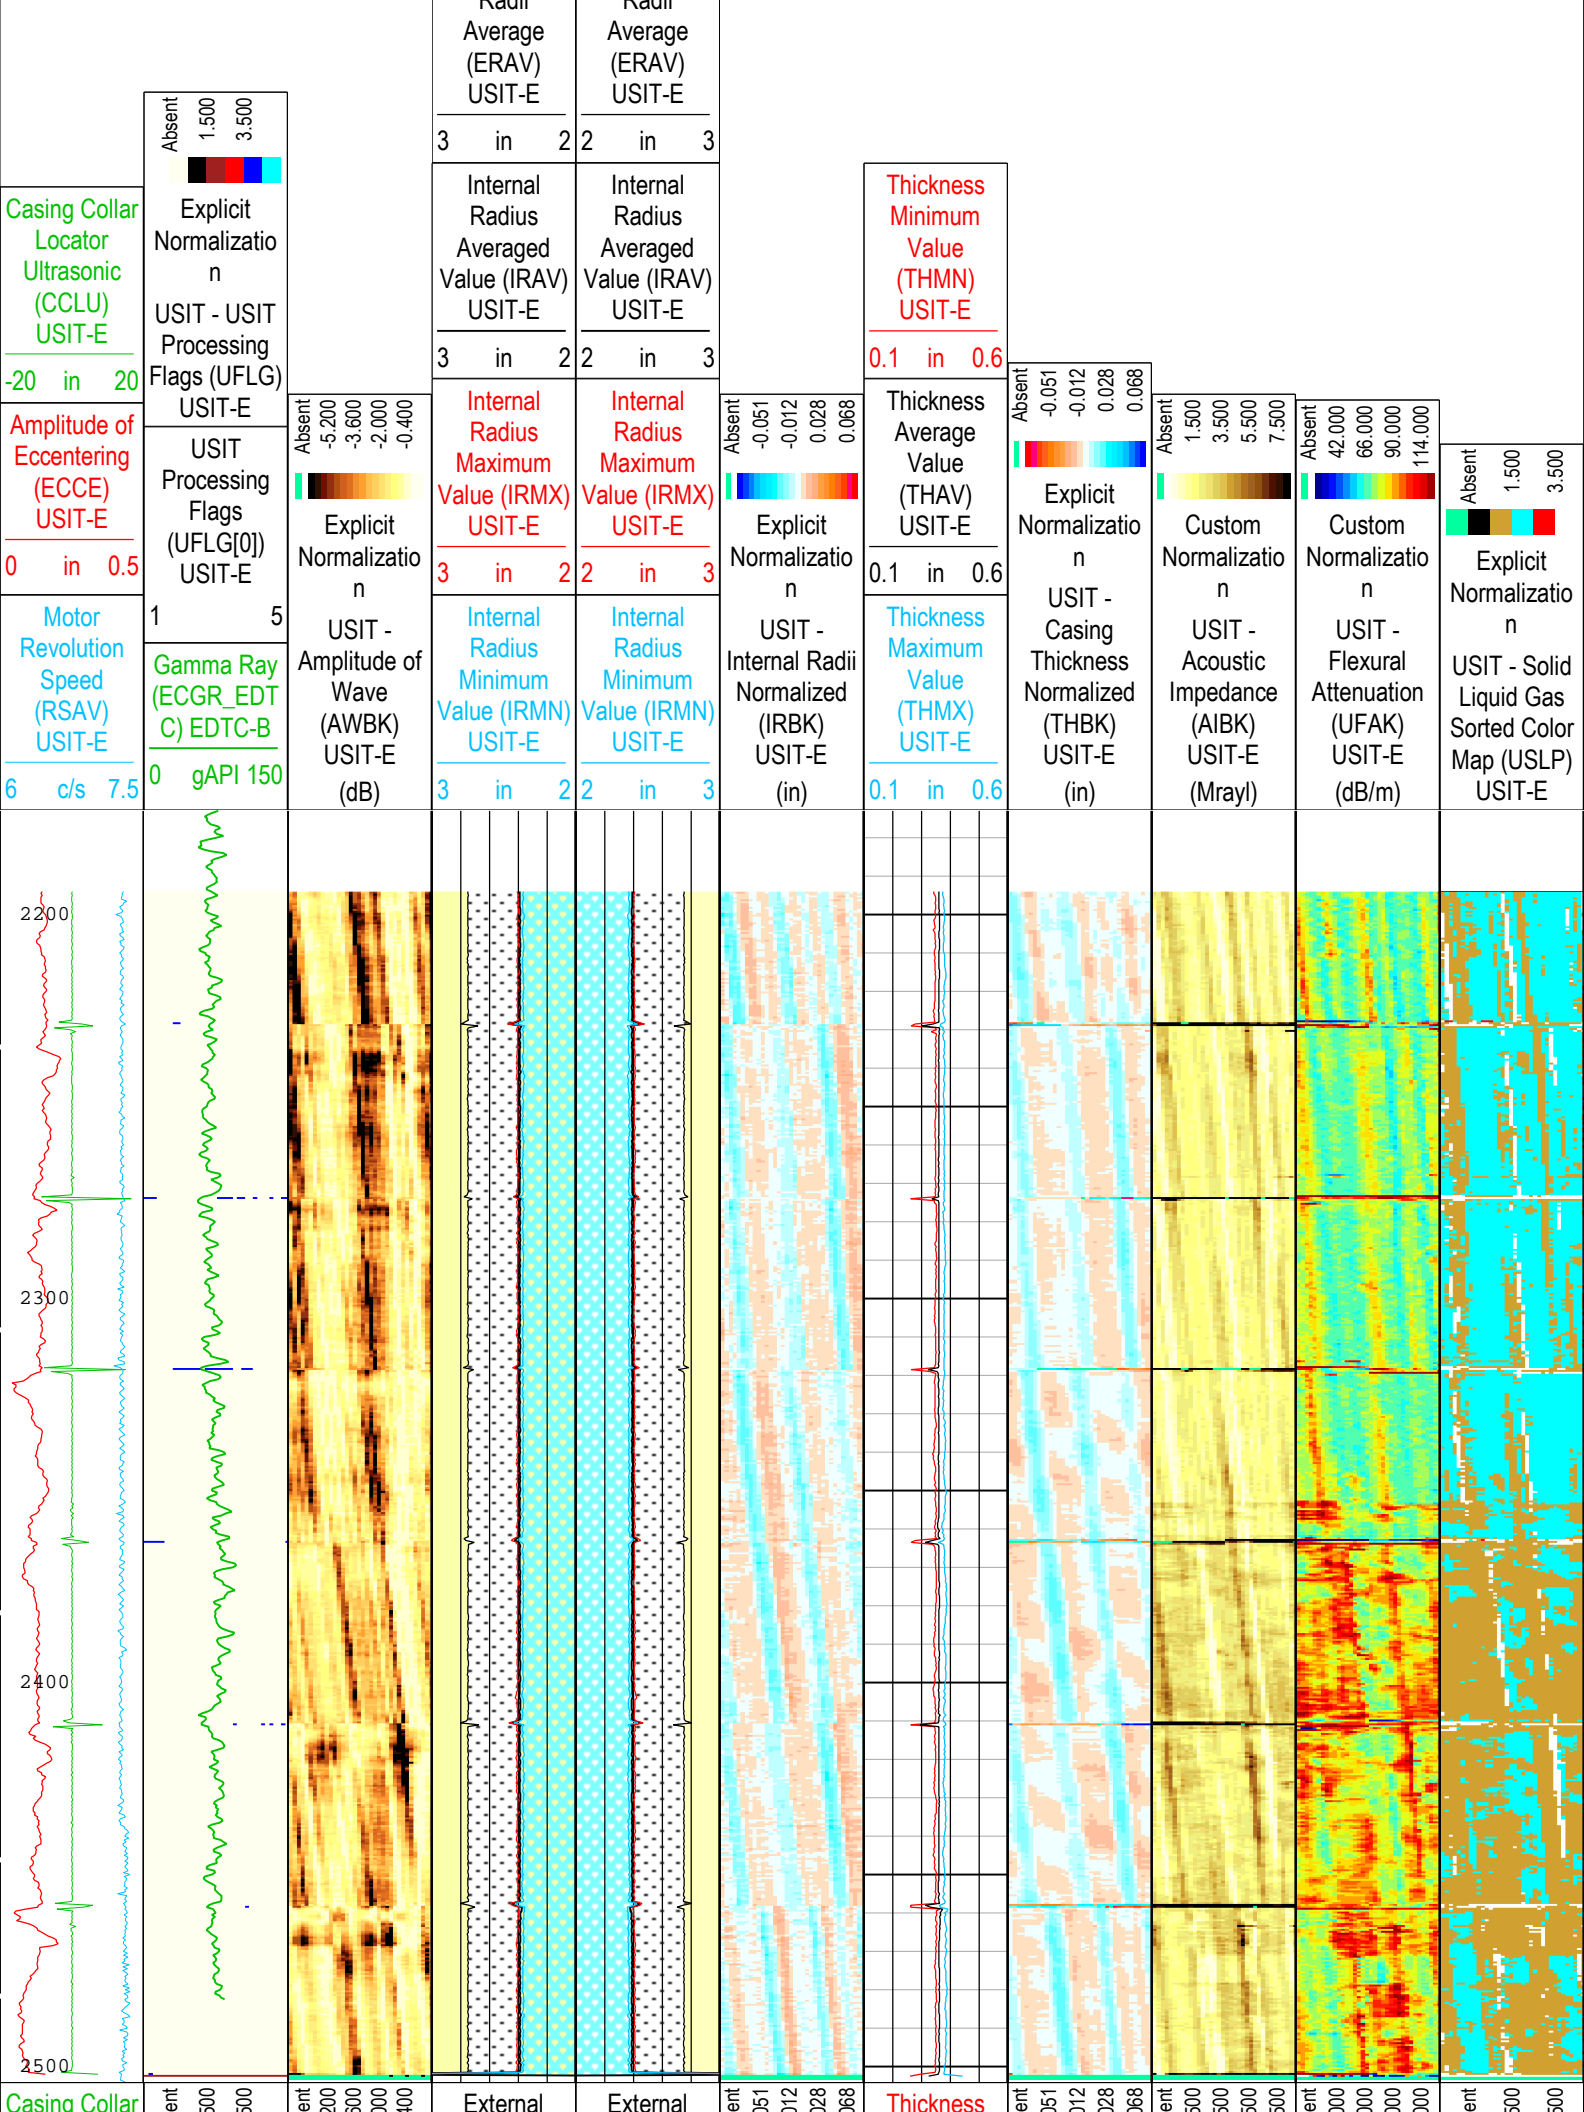 Radii
Average
(ERAV)
USIT-E
3 in 2
Radii
Average
(ERAV)
USIT-E
2 in 3
Absent
1.500
3.500
Explicit
Normalizatio
n
USIT - USIT
Processing
Flags (UFLG)
USIT-E
USIT
Processing
Flags
(UFLG[0])
USIT-E
1 5
Gamma Ray
(ECGR_EDT
C) EDTC-B
0 gAPI 150
Casing Collar
Locator
Ultrasonic
(CCLU)
USIT-E
-20 in 20
Amplitude of
Eccentering
(ECCE)
USIT-E
0 in 0.5
Motor
Revolution
Speed
(RSAV)
USIT-E
6 c/s 7.5
Absent
-5.200
-3.600
-2.000
-0.400
Explicit
Normalizatio
n
USIT -
Amplitude of
Wave
(AWBK)
USIT-E
(dB)
Internal
Radius
Averaged
Value (IRAV)
USIT-E
3 in 2
Internal
Radius
Maximum
Value (IRMX)
USIT-E
3 in 2
Internal
Radius
Minimum
Value (IRMN)
USIT-E
3 in 2
Internal
Radius
Averaged
Value (IRAV)
USIT-E
2 in 3
Internal
Radius
Maximum
Value (IRMX)
USIT-E
2 in 3
Internal
Radius
Minimum
Value (IRMN)
USIT-E
2 in 3
Absent
-0.051
-0.012
0.028
0.068
Explicit
Normalizatio
n
USIT -
Internal Radii
Normalized
(IRBK)
USIT-E
(in)
Thickness
Minimum
Value
(THMN)
USIT-E
0.1 in 0.6
Thickness
Average
Value
(THAV)
USIT-E
0.1 in 0.6
Thickness
Maximum
Value
(THMX)
USIT-E
0.1 in 0.6
Absent
-0.051
-0.012
0.028
0.068
Explicit
Normalizatio
n
USIT -
Casing
Thickness
Normalized
(THBK)
USIT-E
(in)
Absent
1.500
3.500
5.500
7.500
Custom
Normalizatio
n
USIT -
Acoustic
Impedance
(AIBK)
USIT-E
(Mrayl)
Absent
42.000
66.000
90.000
114.000
Custom
Normalizatio
n
USIT -
Flexural
Attenuation
(UFAK)
USIT-E
(dB/m)
Absent
1.500
3.500
Explicit
Normalizatio
n
USIT - Solid
Liquid Gas
Sorted Color
Map (USLP)
USIT-E
2200
2300
2400
2500
Casing Collar
External
External
Thickness